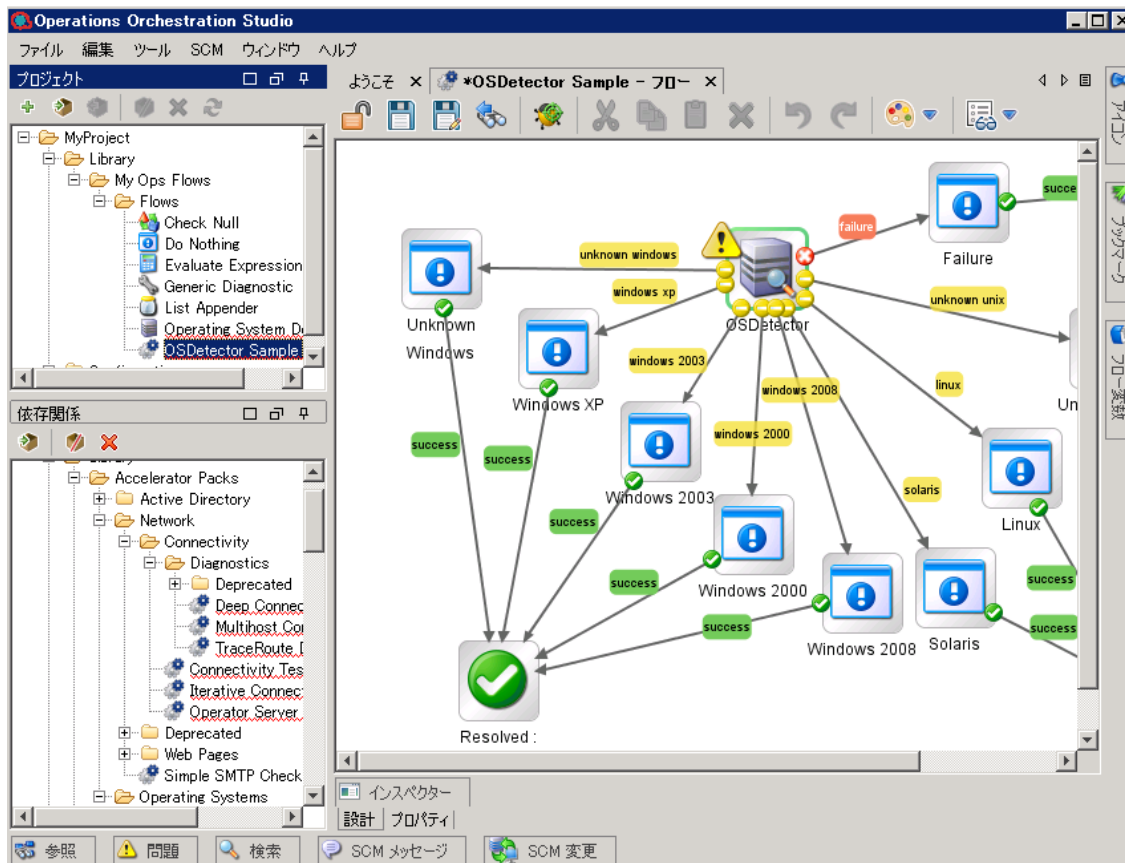 Operations Orchestration Studio
ファイル 編集 ツール SCM ウィンドウ ヘルプ
プロジェクト
MyProject
Library
My Ops Flows
Flows
Check Null
Do Nothing
Evaluate Expression
Generic Diagnostic
List Appender
Operating System D
OSDetector Sample
依存関係
Accelerator Packs
Active Directory
Network
Connectivity
Diagnostics
Deprecated
Deep Connec
Multihost Con
TraceRoute D
Connectivity Tes
Iterative Connec
Operator Server
Deprecated
Web Pages
Simple SMTP Check
Operating Systems
ようこそ
*OSDetector Sample - フロー
failure
succe
Failure
unknown windows
windows xp
OSDetector
unknown unix
Unknown
Windows
Windows XP
windows 2003
windows 2008
windows 2000
linux
Un
success
success
Windows 2003
solaris
Linux
success
Windows 2000
success
success
Windows 2008
Solaris
success
success
Resolved :
アイコン
ブックマーク
フロー変数
インスペクター
設計 プロパティ
参照 問題 検索 SCM メッセージ SCM 変更